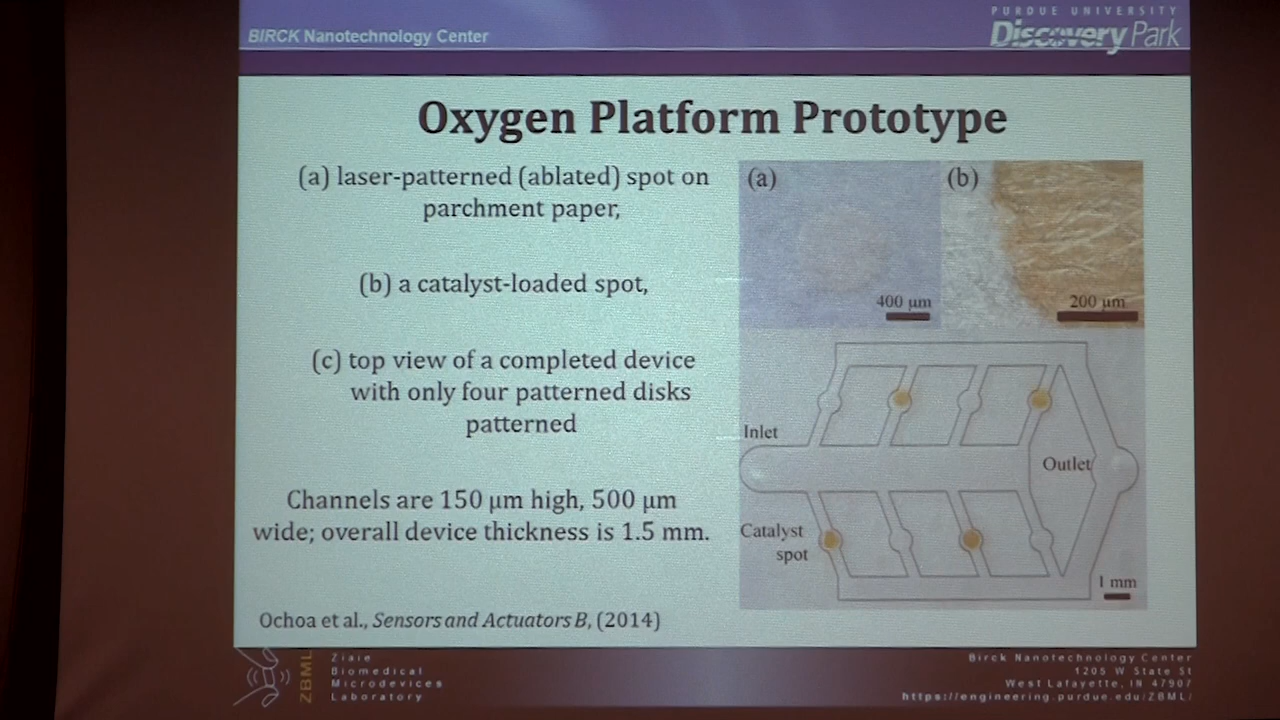 BIRCK Nanotechnology Center
PURDUE UNIVERSITY
Discovery Park
Oxygen Platform Prototype
(a) laser-patterned (ablated) spot on
parchment paper,
(b) a catalyst-loaded spot,
(c) top view of a completed device
with only four patterned disks
patterned
Channels are 150 μm high, 500 μm
wide; overall device thickness is 1.5 mm.
Ochoa et al., Sensors and Actuators B, (2014)
(a)
400 μm
(b)
200 μm
Inlet
Outlet
Catalyst
spot
1 mm
ZBML
Ziaie
Biomedical
Microdevices
Laboratory
Birck Nanotechnology Center
1205 W State St
West Lafayette, IN 47907
https://engineering.purdue.edu/ZBML/